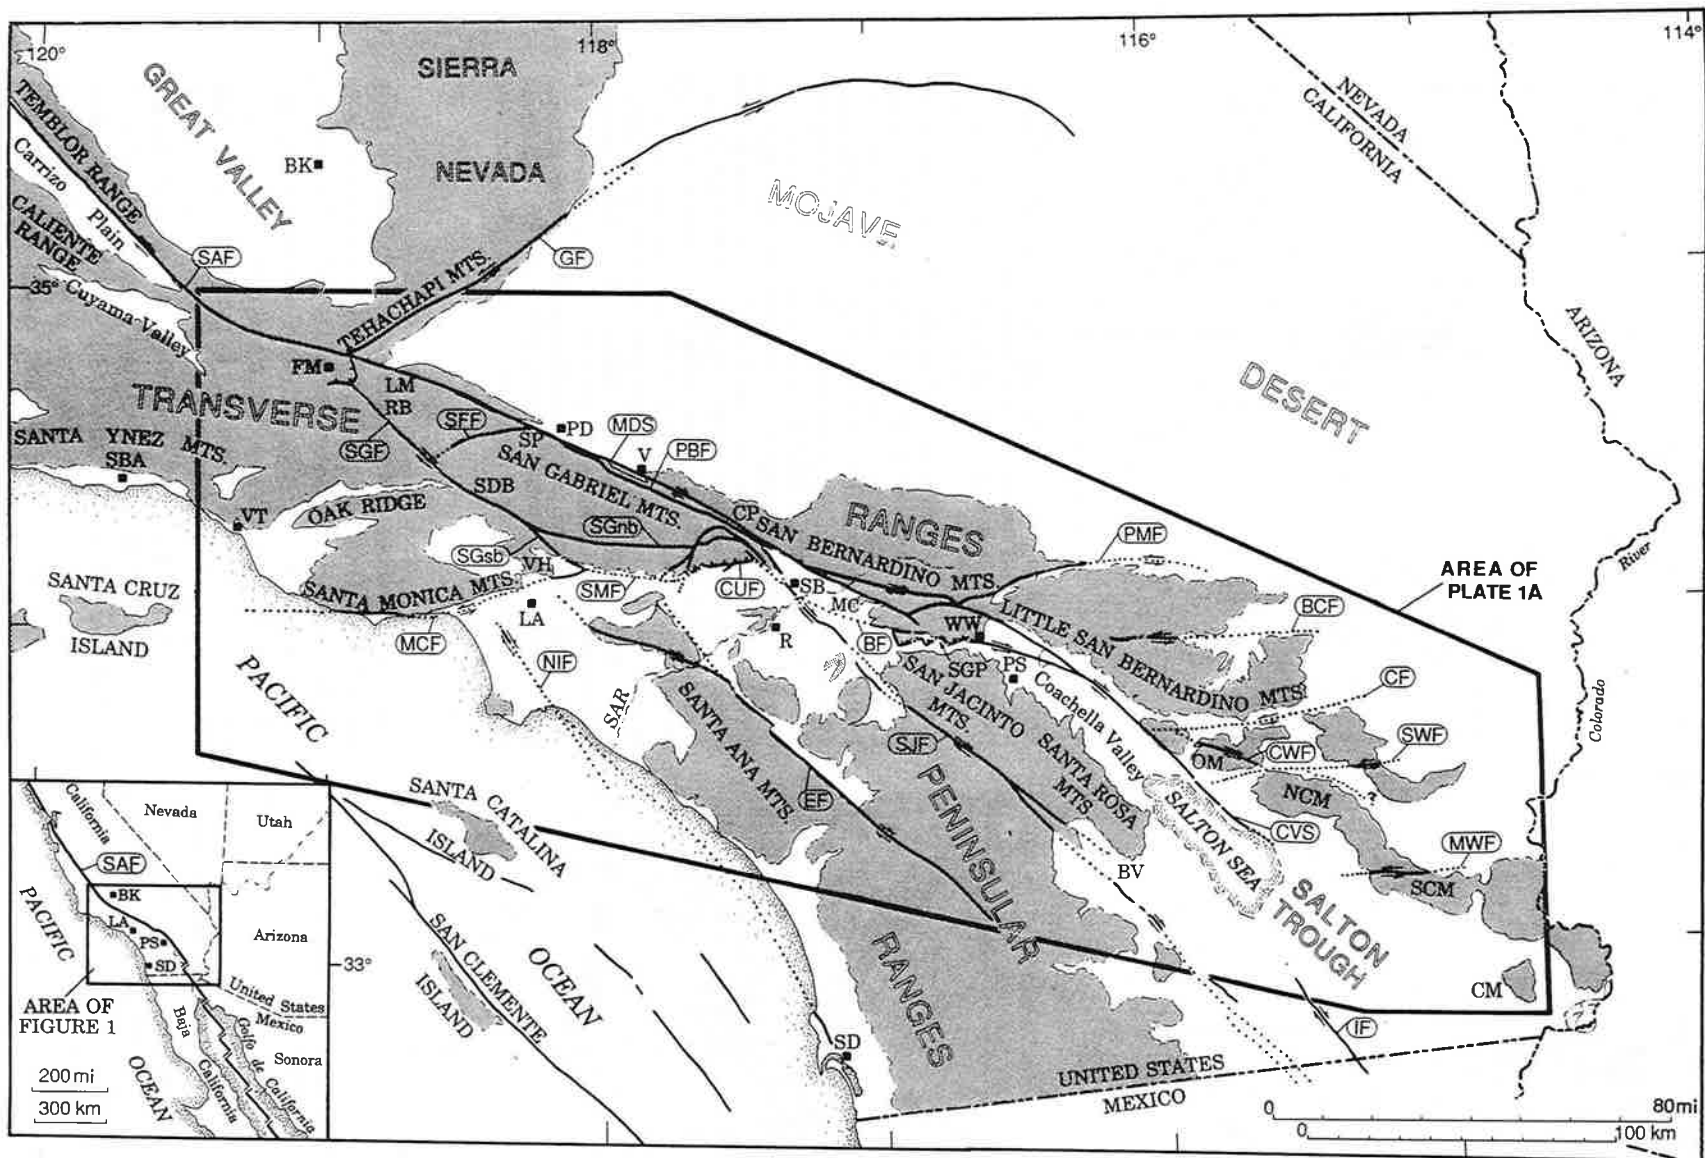 120°
118°
116°
114°
SIERRA
NEVADA
GREAT VALLEY
BK
TEMBLOR RANGE
Carrizo
Plain
CALIENTE
RANGE
Cuyama Valley
35°
SAF
GF
TEHACHAPI MTS.
MOJAVE
DESERT
NEVADA
CALIFORNIA
ARIZONA
FM
LM
RB
TRANSVERSE
RANGES
SANTA YNEZ MTS.
SBA
SGF
SFF
SP
PD
MDS
V
PBF
SAN GABRIEL MTS.
SDB
OAK RIDGE
VT
SGnb
SGsb
VH
CP
SAN BERNARDINO MTS.
PMF
AREA OF
PLATE 1A
River
Colorado
SANTA CRUZ
ISLAND
SANTA MONICA MTS.
SMF
CUF
SB
MC
WW
LITTLE SAN BERNARDINO MTS.
BCF
MCF
LA
R
BF
SGP
PS
NIF
SAR
SANTA ANA MTS.
SAN JACINTO
MTS.
SANTA ROSA
MTS.
Coachella Valley
CF
SWF
CWF
OM
NCM
SJF
EF
PACIFIC
OCEAN
PENINSULAR
RANGES
SALTON SEA
CVS
MWF
SCM
BV
SALTON
TROUGH
SANTA CATALINA
ISLAND
SAN CLEMENTE
ISLAND
33°
CM
IF
SD
UNITED STATES
MEXICO
0
80mi
0
100 km
California
Nevada
Utah
SAF
BK
LA
PS
SD
PACIFIC
OCEAN
Arizona
AREA OF
FIGURE 1
United States
Mexico
Baja
California
Golfo de California
Sonora
200 mi
300 km